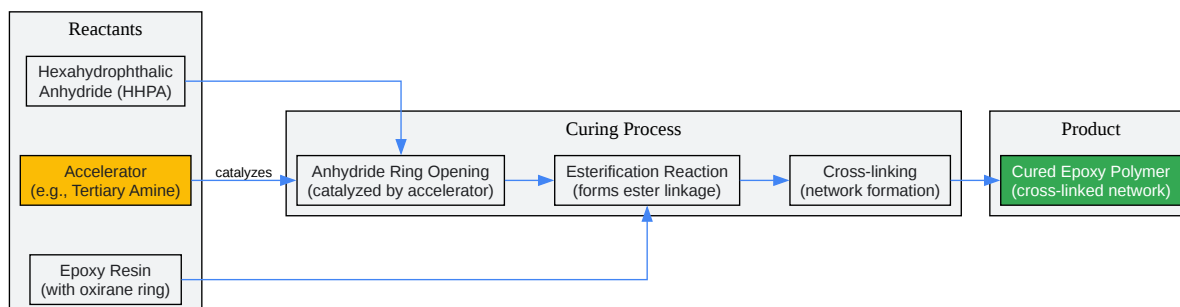 Reactants
Hexahydrophthalic
Anhydride (HHPA)
Accelerator
(e.g., Tertiary Amine)
catalyzes
Epoxy Resin
(with oxirane ring)
Curing Process
Anhydride Ring Opening
(catalyzed by accelerator)
Esterification Reaction
(forms ester linkage)
Cross-linking
(network formation)
Product
Cured Epoxy Polymer
(cross-linked network)